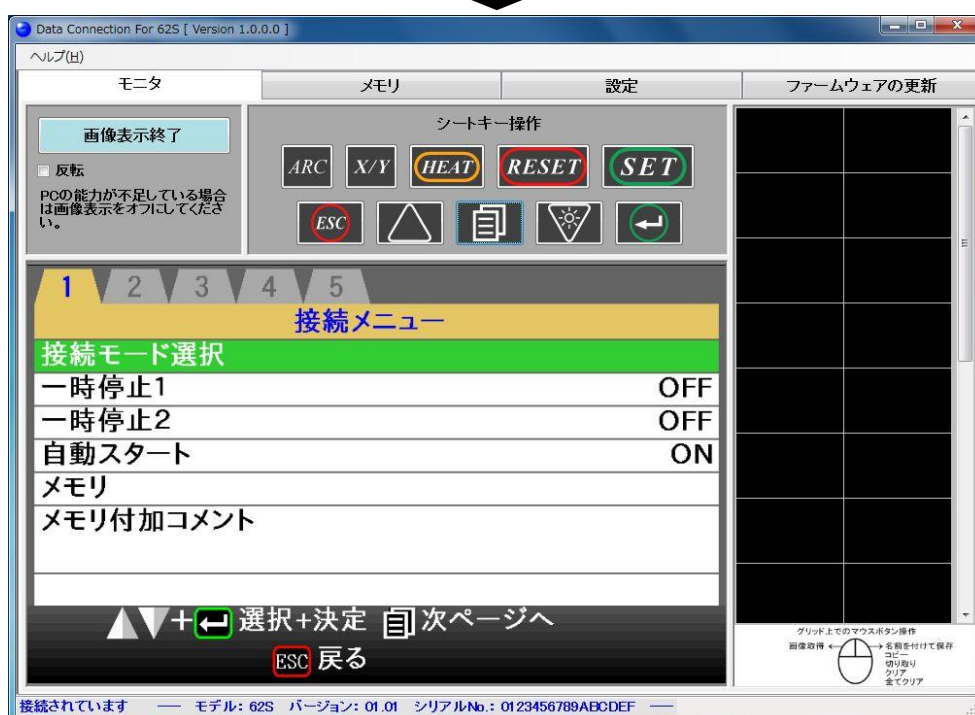 Data Connection For 62S [ Version 1.0.0.0 ]
ヘルプ(H)
モニタ
メモリ
設定
ファームウェアの更新
画像表示終了
反転
PCの能力が不足している場合
は画像表示をオフにしてくださ
い。
シートキー操作
ARC X/Y HEAT RESET SET
ESC
1 2 3 4 5
接続メニュー
接続モード選択
一時停止1 OFF
一時停止2 OFF
自動スタート ON
メモリ
メモリ付加コメント
+ 選択+決定 次ページへ
ESC 戻る
グリッド上でのマウスボタン操作
画像取得
名前を付けて保存
コピー
切り取り
クリア
全てクリア
接続されています ── モデル: 62S バージョン: 01.01 シリアルNo.: 0123456789ABCDEF ──